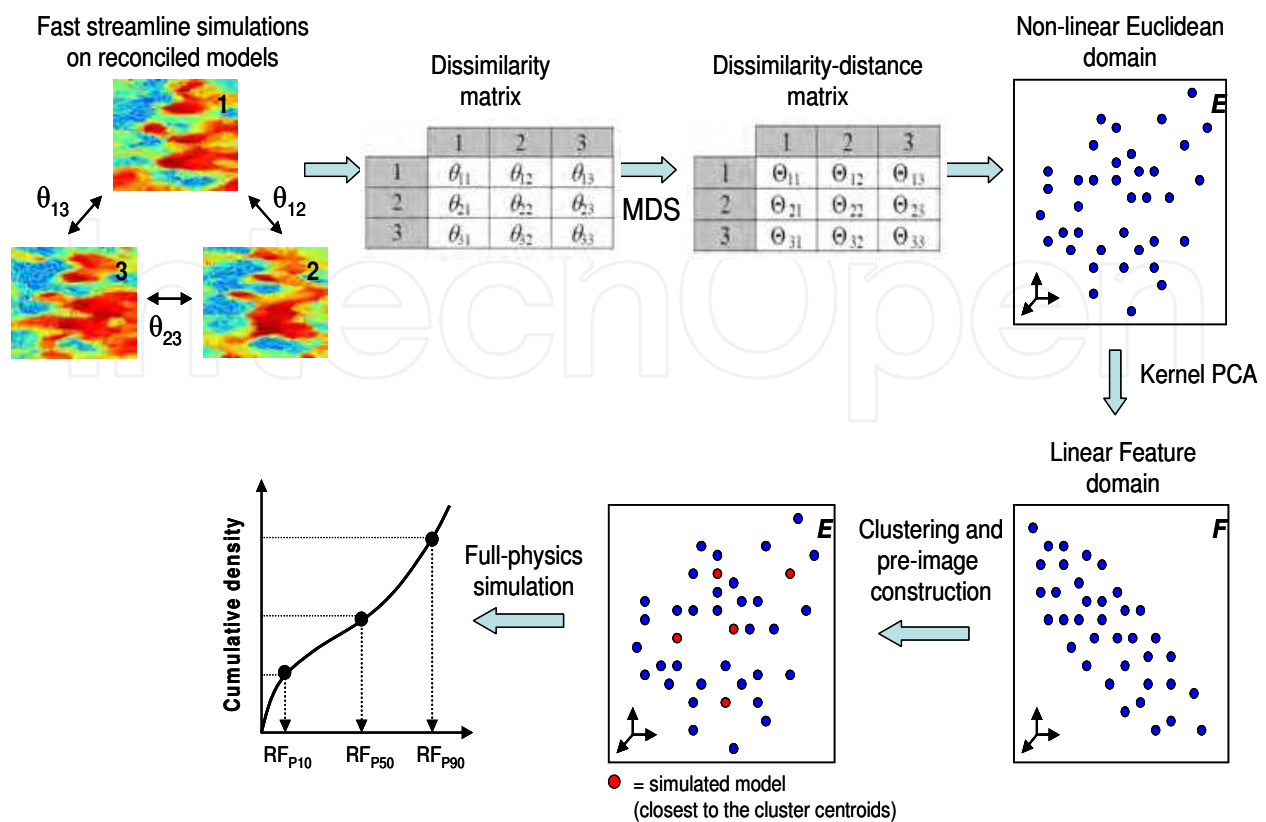 Fast streamline simulations
on reconciled models
1
θ13
θ12
3
2
θ23
Dissimilarity
matrix
1 2 3
1 θ11 θ12 θ13
2 θ21 θ22 θ23
3 θ31 θ32 θ33
MDS
Dissimilarity-distance
matrix
1 2 3
1 Θ11 Θ12 Θ13
2 Θ21 Θ22 Θ23
3 Θ31 Θ32 Θ33
Non-linear Euclidean
domain
E
Kernel PCA
Linear Feature
domain
F
Clustering and
pre-image
construction
E
= simulated model
(closest to the cluster centroids)
Full-physics
simulation
Cumulative density
RFP10 RFP50 RFP90
IntechOpen